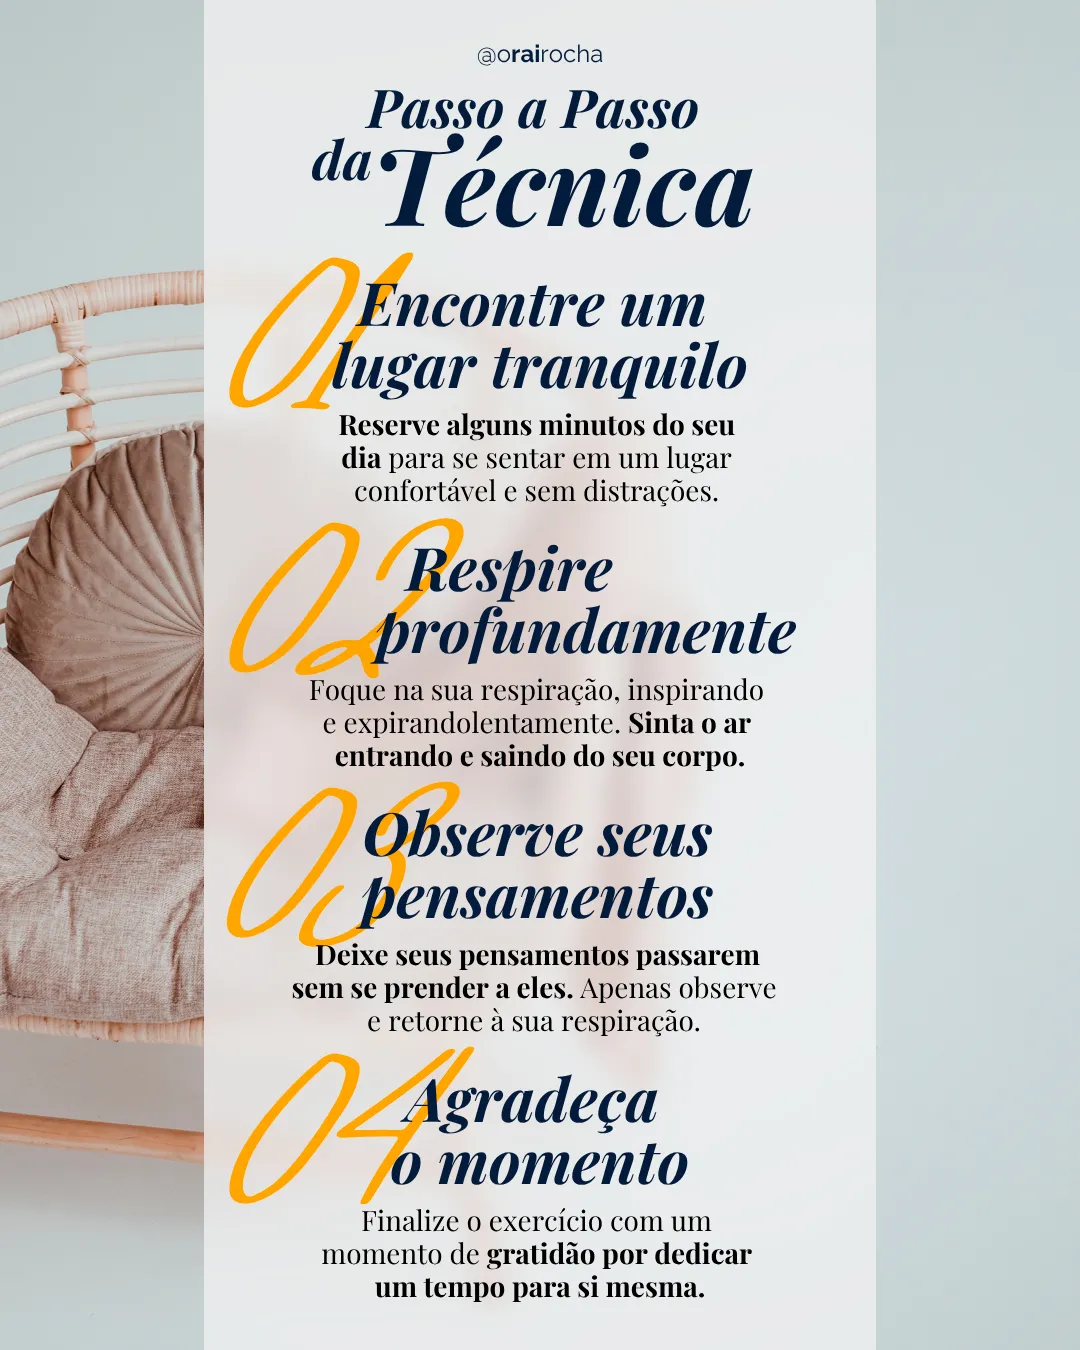 @orairocha
Passo a Passo
da Técnica
01
Encontre um
lugar tranquilo
Reserve alguns minutos do seu
dia para se sentar em um lugar
confortável e sem distrações.
02
Respire
profundamente
Foque na sua respiração, inspirando
e expirandolentamente. Sinta o ar
entrando e saindo do seu corpo.
03
Observe seus
pensamentos
Deixe seus pensamentos passarem
sem se prender a eles. Apenas observe
e retorne à sua respiração.
04
Agradeça
o momento
Finalize o exercício com um
momento de gratidão por dedicar
um tempo para si mesma.